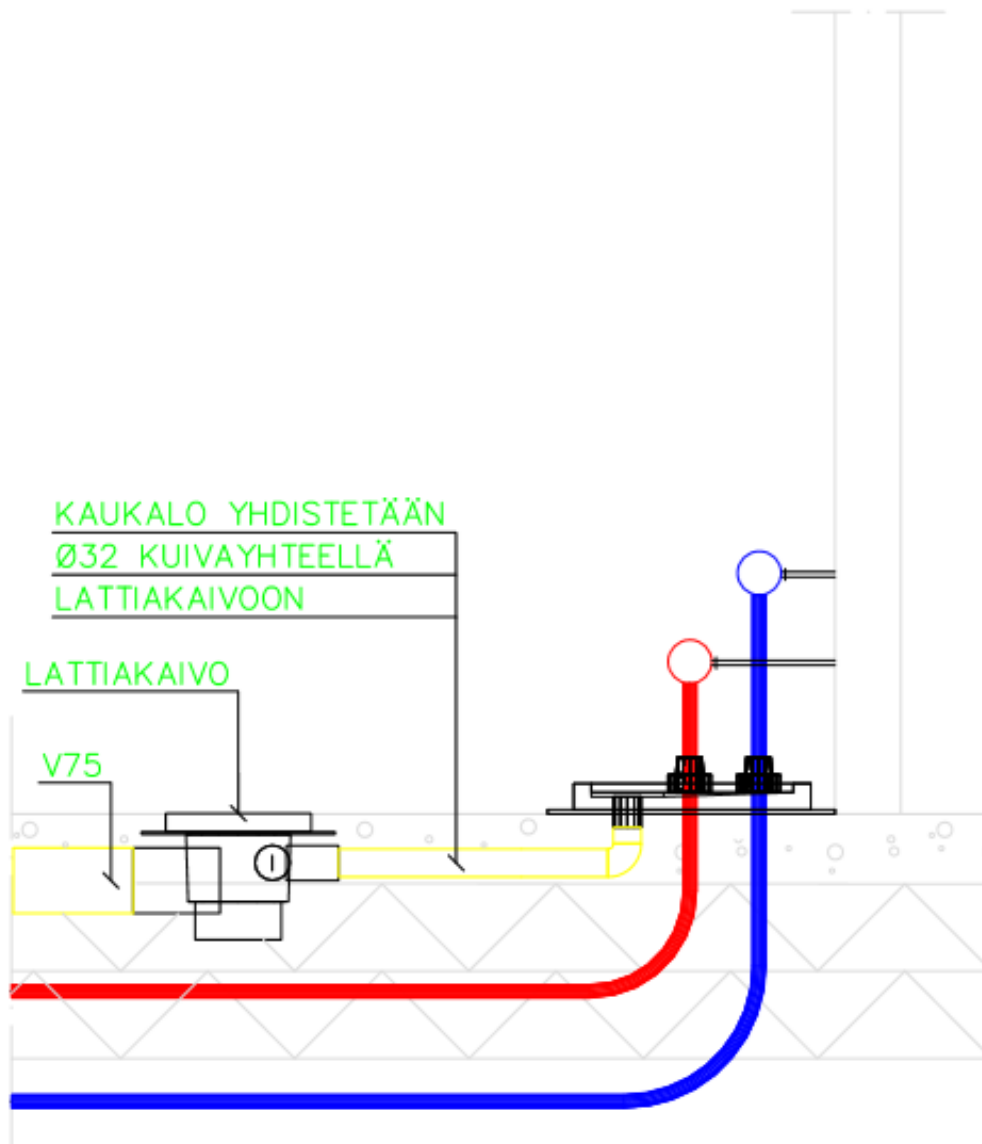 KAUKALO YHDISTETÄÄN
Ø32 KUIVAYHTEELLÄ
LATTIAKAIVOON
LATTIAKAIVO
V75